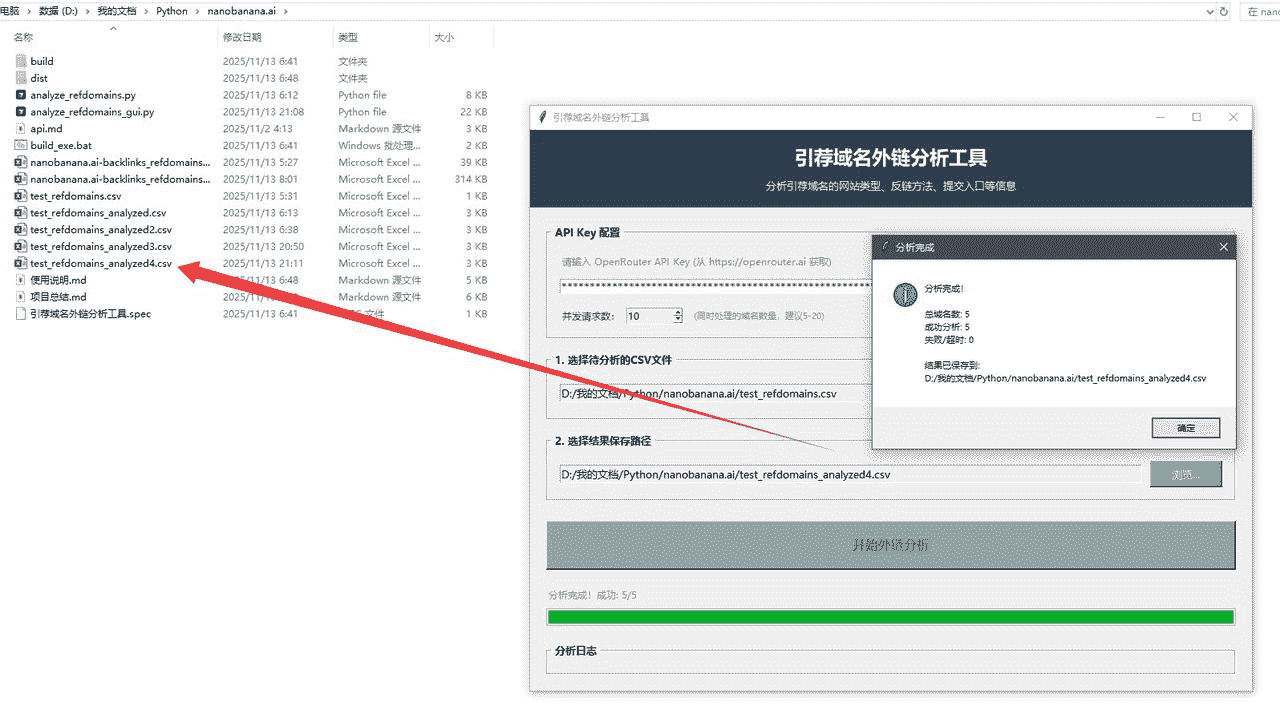 电脑 › 数据 (D:) › 我的文档 › Python › nanobanana.ai ›
在 nano
名称 修改日期 类型 大小
build 2025/11/13 6:41 文件夹
dist 2025/11/13 6:48 文件夹
analyze_refdomains.py 2025/11/13 6:12 Python file 8 KB
analyze_refdomains_gui.py 2025/11/13 21:08 Python file 22 KB
api.md 2025/11/2 4:13 Markdown 源文件 3 KB
build_exe.bat 2025/11/13 6:41 Windows 批处理... 2 KB
nanobanana.ai-backlinks_refdomains... 2025/11/13 5:27 Microsoft Excel ... 39 KB
nanobanana.ai-backlinks_refdomains... 2025/11/13 8:01 Microsoft Excel ... 314 KB
test_refdomains.csv 2025/11/13 5:31 Microsoft Excel ... 1 KB
test_refdomains_analyzed.csv 2025/11/13 6:13 Microsoft Excel ... 3 KB
test_refdomains_analyzed2.csv 2025/11/13 6:38 Microsoft Excel ... 3 KB
test_refdomains_analyzed3.csv 2025/11/13 20:50 Microsoft Excel ... 3 KB
test_refdomains_analyzed4.csv 2025/11/13 21:11 Microsoft Excel ... 3 KB
使用说明.md 2025/11/13 6:48 Markdown 源文件 5 KB
项目总结.md 2025/11/13 6:48 Markdown 源文件 6 KB
引荐域名外链分析工具.spec 2025/11/13 6:41 文件 1 KB
引荐域名外链分析工具
引荐域名外链分析工具
分析引荐域名的网站类型、反链方法、提交入口等信息
API Key 配置
请输入 OpenRouter API Key (从 https://openrouter.ai 获取)
并发请求数: 10 (同时处理的域名数量，建议5-20)
1. 选择待分析的CSV文件
D:/我的文档/Python/nanobanana.ai/test_refdomains.csv
2. 选择结果保存路径
D:/我的文档/Python/nanobanana.ai/test_refdomains_analyzed4.csv
浏览...
开始外链分析
分析完成！成功: 5/5
分析日志
分析完成
分析完成！
总域名数: 5
成功分析: 5
失败/超时: 0
结果已保存到:
D:/我的文档/Python/nanobanana.ai/test_refdomains_analyzed4.csv
确定